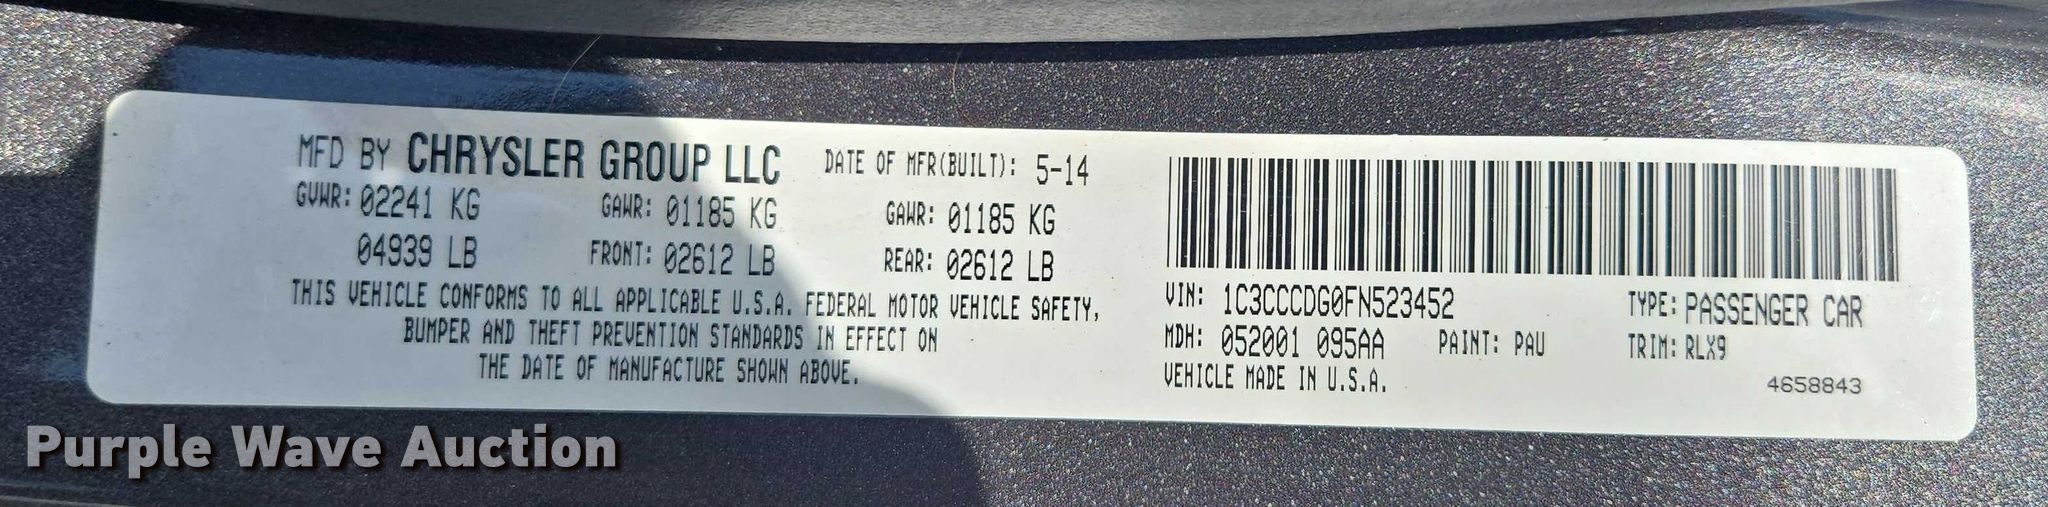 MFD BY CHRYSLER GROUP LLC DATE OF MFR(BUILT): 5-14
GVWR: 02241 KG GAWR: 01185 KG GAWR: 01185 KG
04939 LB FRONT: 02612 LB REAR: 02612 LB
THIS VEHICLE CONFORMS TO ALL APPLICABLE U.S.A. FEDERAL MOTOR VEHICLE SAFETY,
BUMPER AND THEFT PREVENTION STANDARDS IN EFFECT ON
THE DATE OF MANUFACTURE SHOWN ABOVE.
VIN: 1C3CCCDG0FN523452 TYPE: PASSENGER CAR
MDH: 052001 095AA PAINT: PAU TRIM: RLX9
VEHICLE MADE IN U.S.A.
4658843
Purple Wave Auction